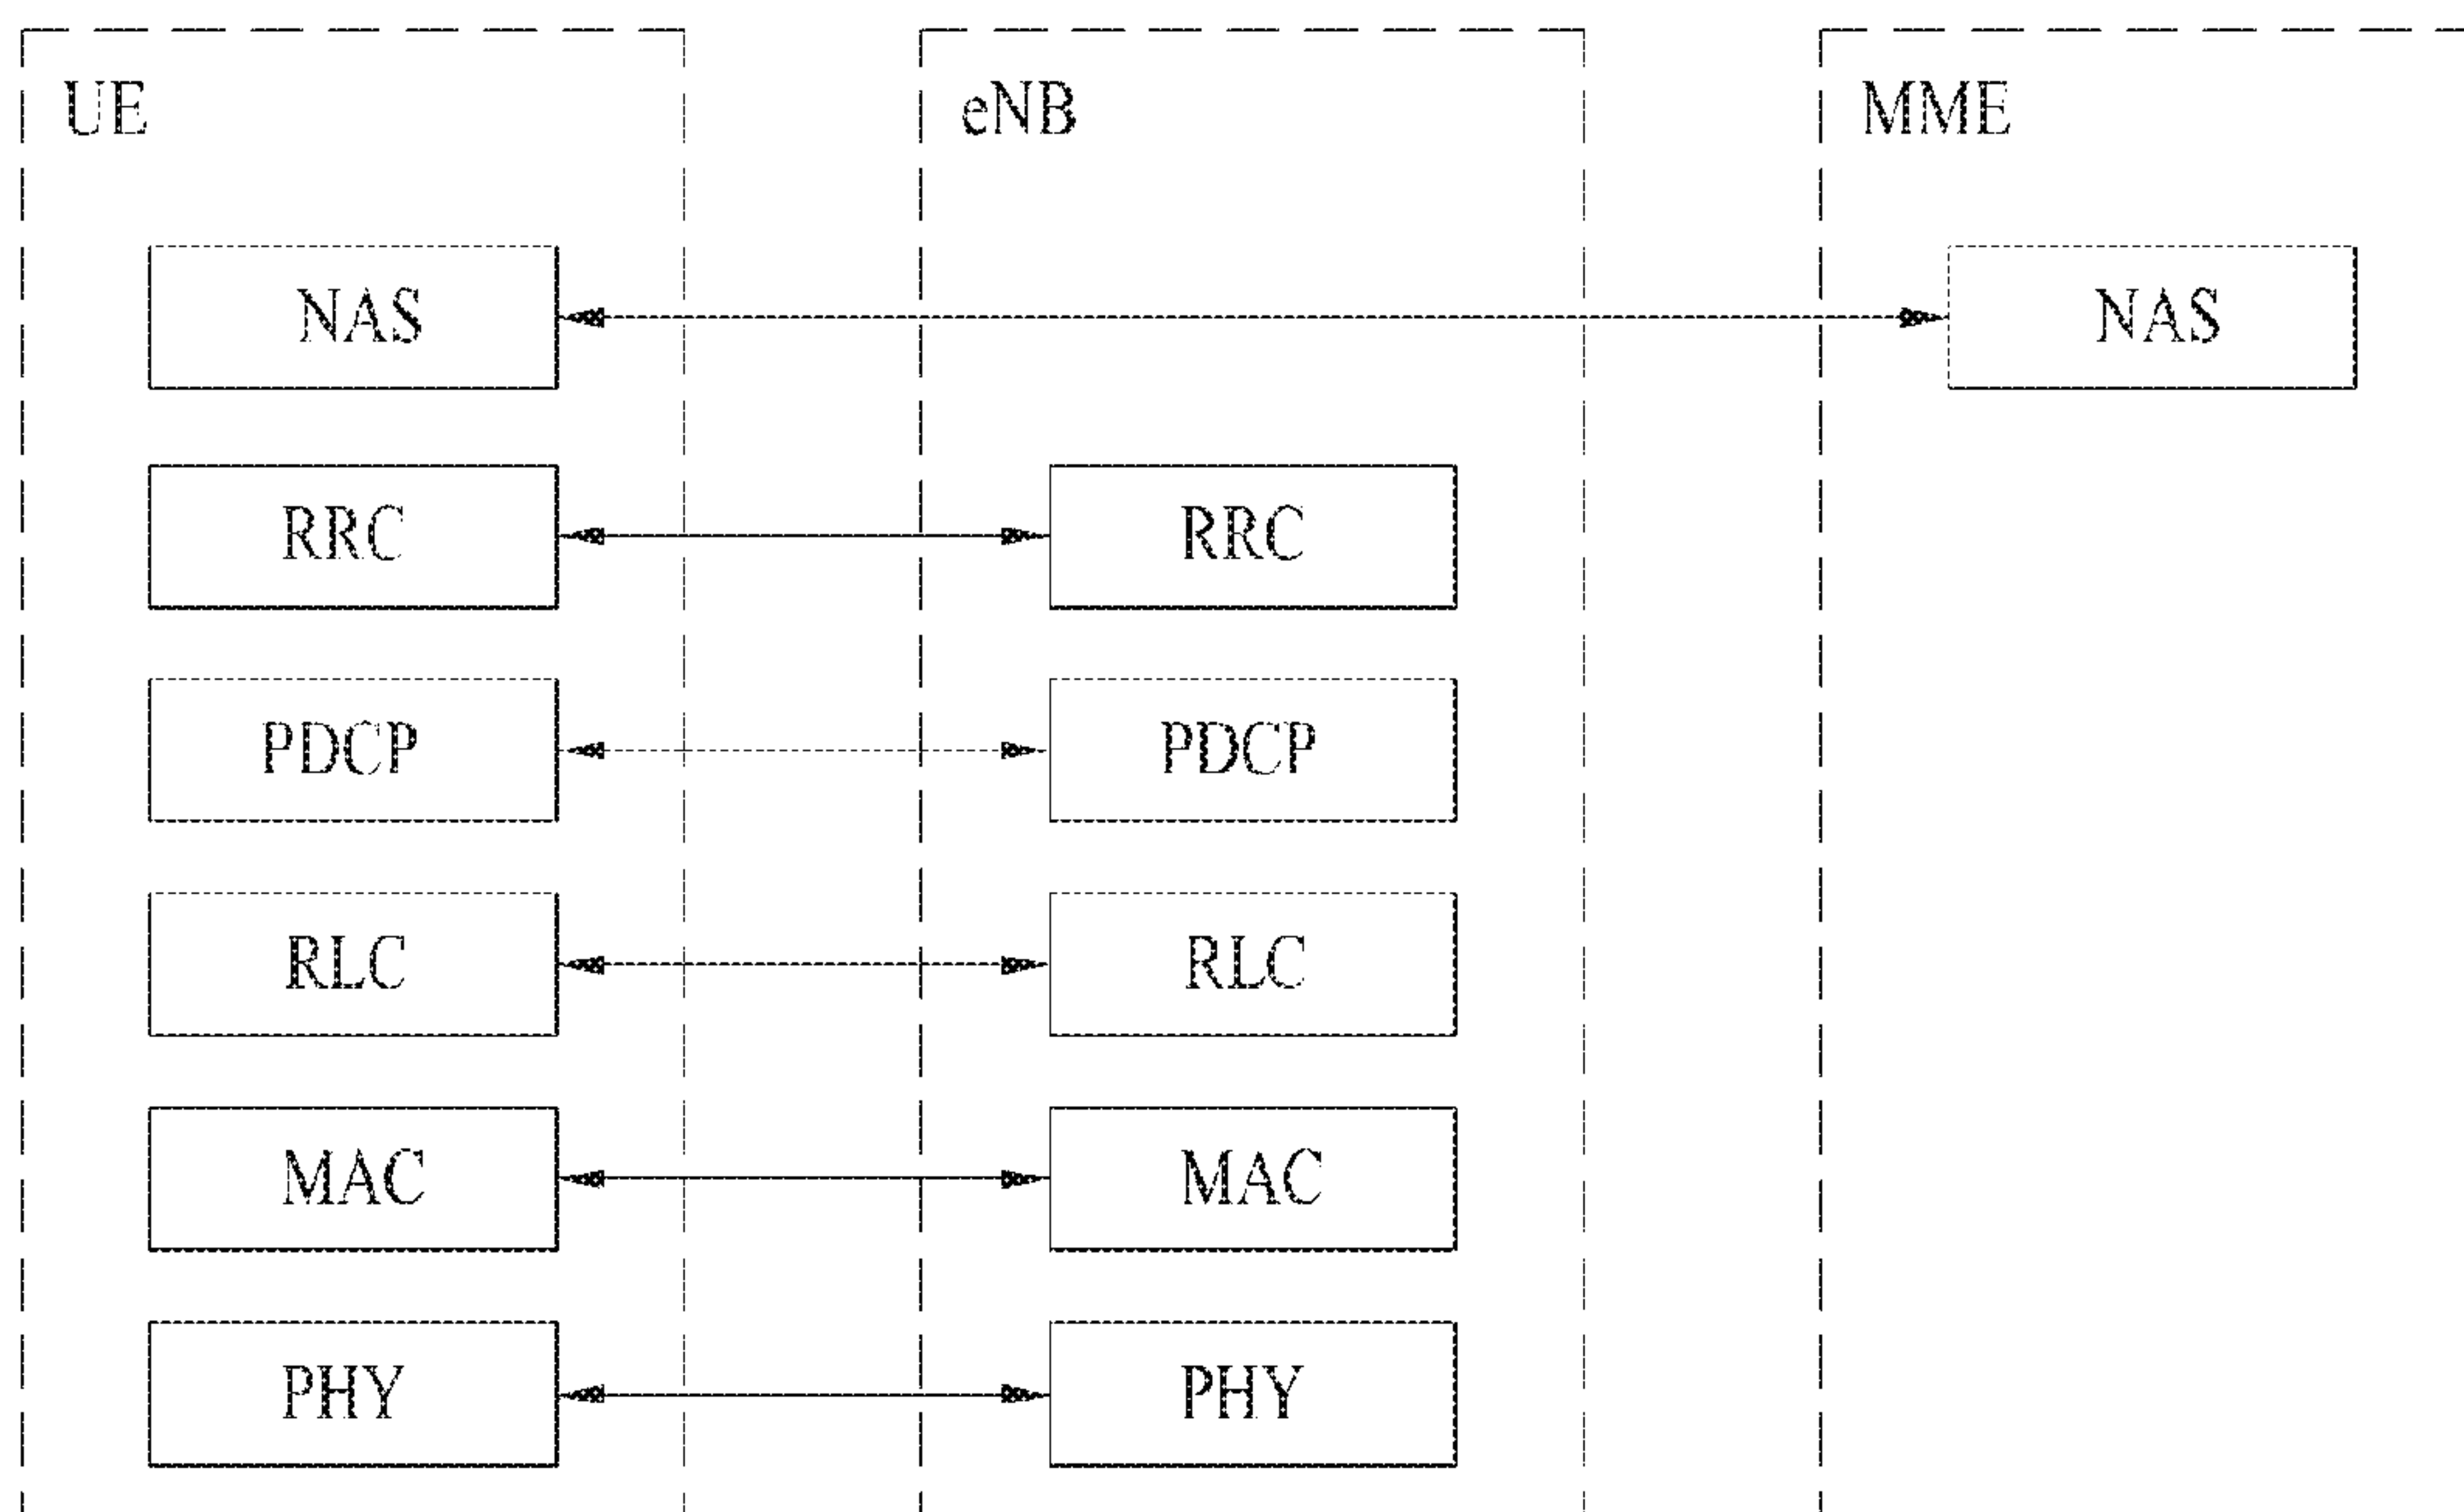 UE eNB MME
NAS NAS
RRC RRC
PDCP PDCP
RLC RLC
MAC MAC
PHY PHY